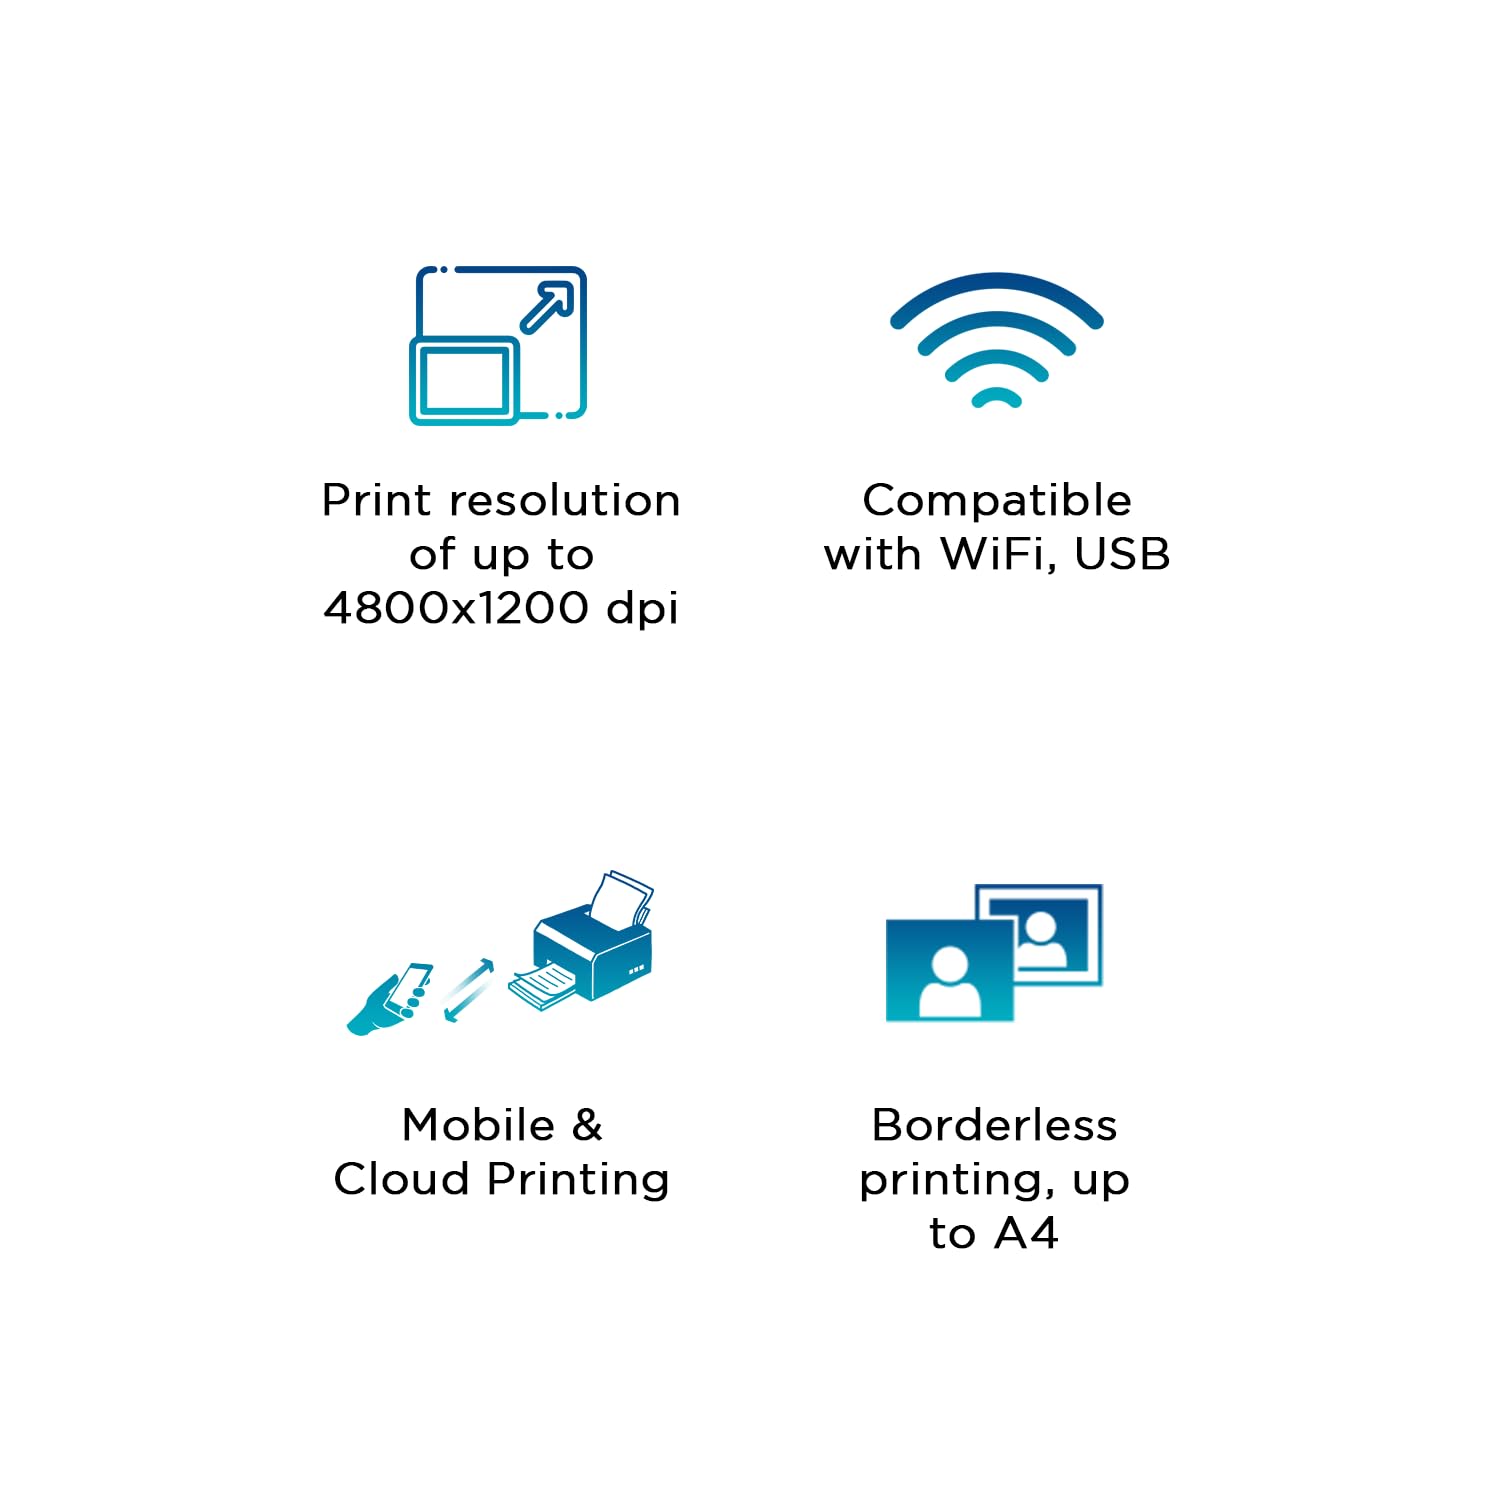 Print resolution
of up to
4800x1200 dpi
Compatible
with WiFi, USB
Mobile &
Cloud Printing
Borderless
printing, up
to A4